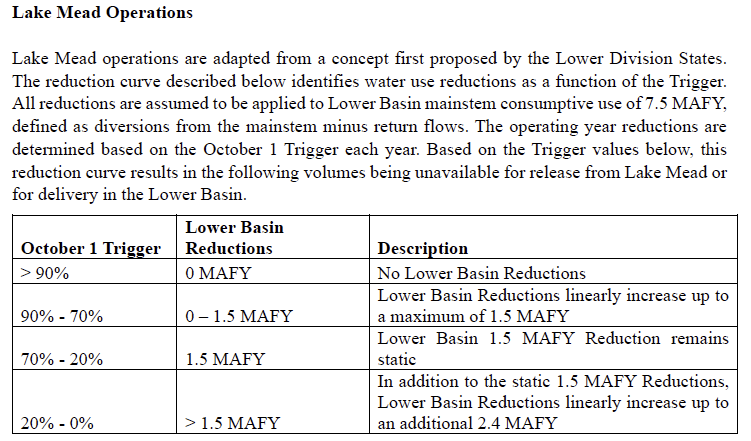 Lake Mead Operations
Lake Mead operations are adapted from a concept first proposed by the Lower Division States.
The reduction curve described below identifies water use reductions as a function of the Trigger.
All reductions are assumed to be applied to Lower Basin mainstem consumptive use of 7.5 MAFY,
defined as diversions from the mainstem minus return flows. The operating year reductions are
determined based on the October 1 Trigger each year. Based on the Trigger values below, this
reduction curve results in the following volumes being unavailable for release from Lake Mead or
for delivery in the Lower Basin.
Lower Basin
October 1 Trigger Reductions Description
> 90% 0 MAFY No Lower Basin Reductions
Lower Basin Reductions linearly increase up to
90% - 70% 0 – 1.5 MAFY a maximum of 1.5 MAFY
Lower Basin 1.5 MAFY Reduction remains
70% - 20% 1.5 MAFY static
In addition to the static 1.5 MAFY Reductions,
Lower Basin Reductions linearly increase up to
20% - 0% > 1.5 MAFY an additional 2.4 MAFY